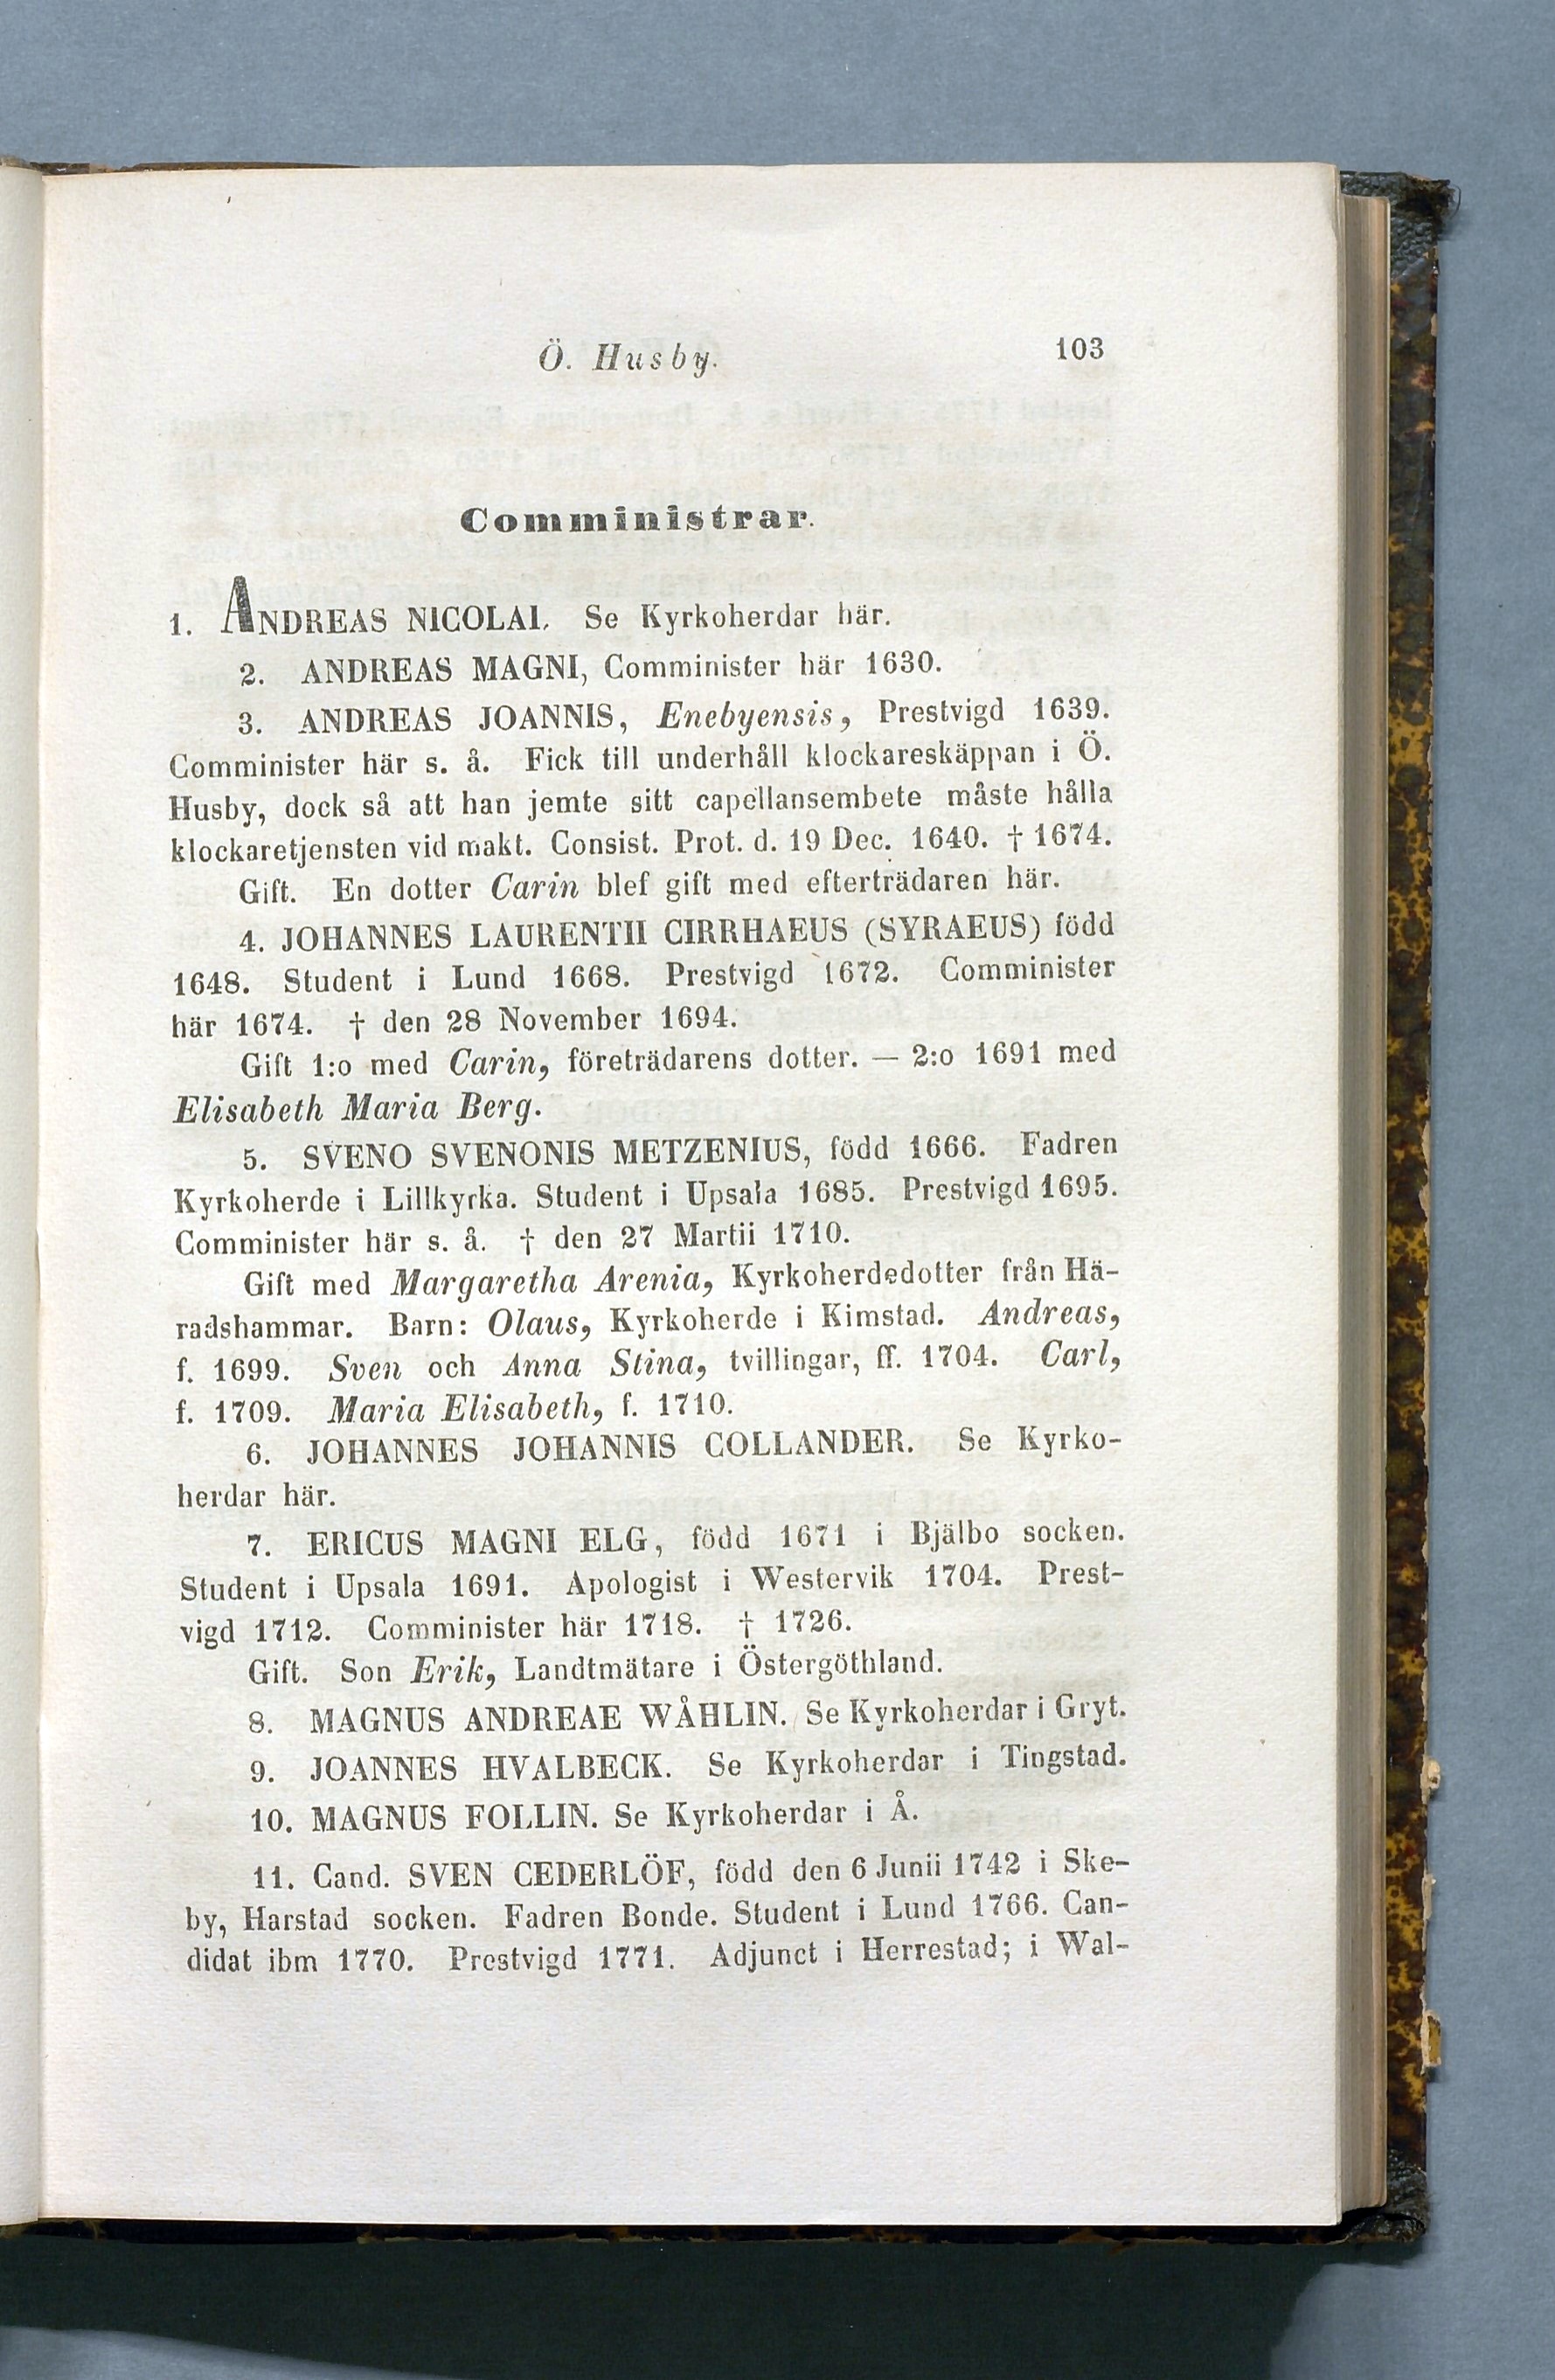 Ö. Husby. 103
Comministrar.
1. ANDREAS NICOLAI. Se Kyrkoherdar här.
2. ANDREAS MAGNI, Comminister här 1630.
3. ANDREAS JOANNIS, Enebyensis, Prestvigd 1639.
Comminister här s. å. Fick till underhåll klockareskäppan i Ö.
Husby, dock så att han jemte sitt capellansembete måste hålla
klockaretjensten vid makt. Consist. Prot. d. 19 Dec. 1640. † 1674.
Gift. En dotter Carin blef gift med efterträdaren här.
4. JOHANNES LAURENTII CIRRHAEUS (SYRAEUS) född
1648. Student i Lund 1668. Prestvigd 1672. Comminister
här 1674. † den 28 November 1694.
Gift 1:o med Carin, företrädarens dotter. — 2:o 1691 med
Elisabeth Maria Berg.
5. SVENO SVENONIS METZENIUS, född 1666. Fadren
Kyrkoherde i Lillkyrka. Student i Upsala 1685. Prestvigd 1695.
Comminister här s. å. † den 27 Martii 1710.
Gift med Margaretha Arenia, Kyrkoherdedotter från Hä-
radshammar. Barn: Olaus, Kyrkoherde i Kimstad. Andreas,
f. 1699. Sven och Anna Stina, tvillingar, ff. 1704. Carl,
f. 1709. Maria Elisabeth, f. 1710.
6. JOHANNES JOHANNIS COLLANDER. Se Kyrko-
herdar här.
7. ERICUS MAGNI ELG, född 1671 i Bjälbo socken.
Student i Upsala 1691. Apologist i Westervik 1704. Prest-
vigd 1712. Comminister här 1718. † 1726.
Gift. Son Erik, Landtmätare i Östergöthland.
8. MAGNUS ANDREAE WÅHLIN. Se Kyrkoherdar i Gryt.
9. JOANNES HVALBECK. Se Kyrkoherdar i Tingstad.
10. MAGNUS FOLLIN. Se Kyrkoherdar i Å.
11. Cand. SVEN CEDERLÖF, född den 6 Junii 1742 i Ske-
by, Harstad socken. Fadren Bonde. Student i Lund 1766. Can-
didat ibm 1770. Prestvigd 1771. Adjunct i Herrestad; i Wal-